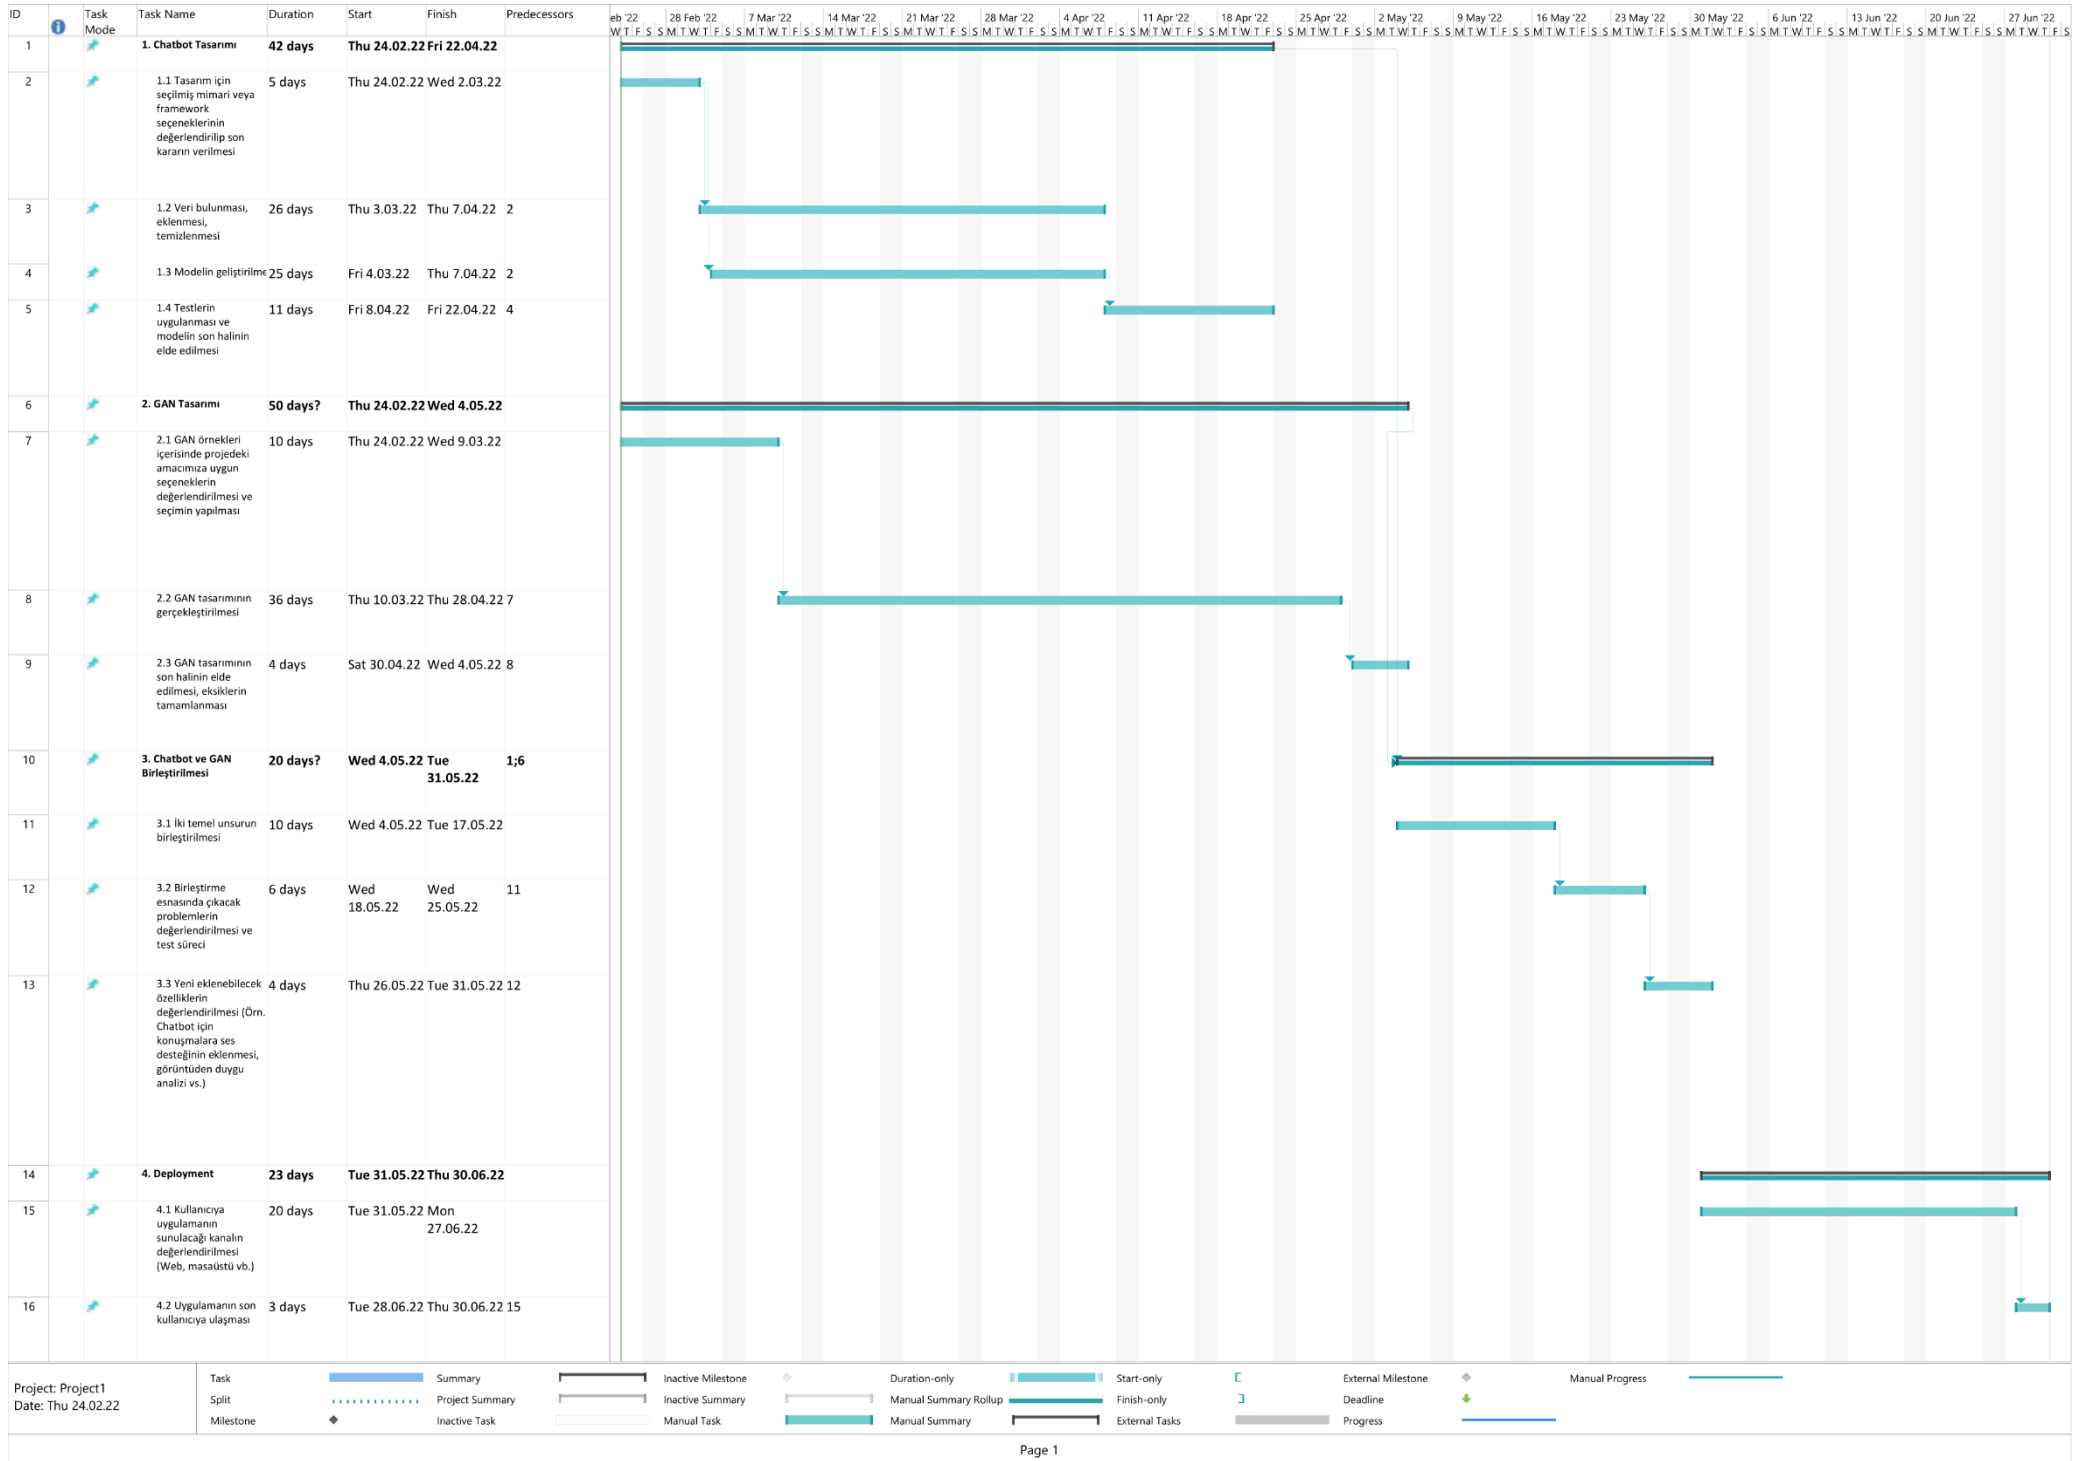 ID Task Mode Task Name Duration Start Finish Predecessors
eb '22 28 Feb '22 7 Mar '22 14 Mar '22 21 Mar '22 28 Mar '22 4 Apr '22 11 Apr '22 18 Apr '22 25 Apr '22 2 May '22 9 May '22 16 May '22 23 May '22 30 May '22 6 Jun '22 13 Jun '22 20 Jun '22 27 Jun '22
W T F S S M T W T F S S M T W T F S S M T W T F S S M T W T F S S M T W T F S S M T W T F S S M T W T F S S M T W T F S S M T W T F S S M T W T F S S M T W T F S S M T W T F S S M T W T F S S M T W T F S S M T W T F S S M T W T F S S M T W T F S S M T W T F S
1 1. Chatbot Tasarımı 42 days Thu 24.02.22 Fri 22.04.22
2 1.1 Tasarım için 5 days Thu 24.02.22 Wed 2.03.22
seçilmiş mimari veya
framework
seçeneklerinin
değerlendirilip son
kararın verilmesi
3 1.2 Veri bulunması, 26 days Thu 3.03.22 Thu 7.04.22 2
eklenmesi,
temizlenmesi
4 1.3 Modelin geliştirilme 25 days Fri 4.03.22 Thu 7.04.22 2
5 1.4 Testlerin 11 days Fri 8.04.22 Fri 22.04.22 4
uygulanması ve
modelin son halinin
elde edilmesi
6 2. GAN Tasarımı 50 days? Thu 24.02.22 Wed 4.05.22
7 2.1 GAN örnekleri 10 days Thu 24.02.22 Wed 9.03.22
içerisinde projedeki
amacımıza uygun
seçeneklerin
değerlendirilmesi ve
seçimin yapılması
8 2.2 GAN tasarımının 36 days Thu 10.03.22 Thu 28.04.22 7
gerçekleştirilmesi
9 2.3 GAN tasarımının 4 days Sat 30.04.22 Wed 4.05.22 8
son halinin elde
edilmesi, eksiklerin
tamamlanması
10 3. Chatbot ve GAN 20 days? Wed 4.05.22 Tue 1;6
Birleştirilmesi 31.05.22
11 3.1 İki temel unsurun 10 days Wed 4.05.22 Tue 17.05.22
birleştirilmesi
12 3.2 Birleştirme 6 days Wed Wed 11
esnasında çıkacak 18.05.22 25.05.22
problemlerin
değerlendirilmesi ve
test süreci
13 3.3 Yeni eklenebilecek 4 days Thu 26.05.22 Tue 31.05.22 12
özelliklerin
değerlendirilmesi (Örn.
Chatbot için
konuşmalara ses
desteğinin eklenmesi,
görüntüden duygu
analizi vs.)
14 4. Deployment 23 days Tue 31.05.22 Thu 30.06.22
15 4.1 Kullanıcıya 20 days Tue 31.05.22 Mon
uygulamanın 27.06.22
sunulacağı kanalın
değerlendirilmesi
(Web, masaüstü vb.)
16 4.2 Uygulamanın son 3 days Tue 28.06.22 Thu 30.06.22 15
kullanıcıya ulaşması
Project: Project1
Date: Thu 24.02.22
Task Summary Inactive Milestone Duration-only Start-only External Milestone Manual Progress
Split Project Summary Inactive Summary Manual Summary Rollup Finish-only Deadline
Milestone Inactive Task Manual Task Manual Summary External Tasks Progress
Page 1